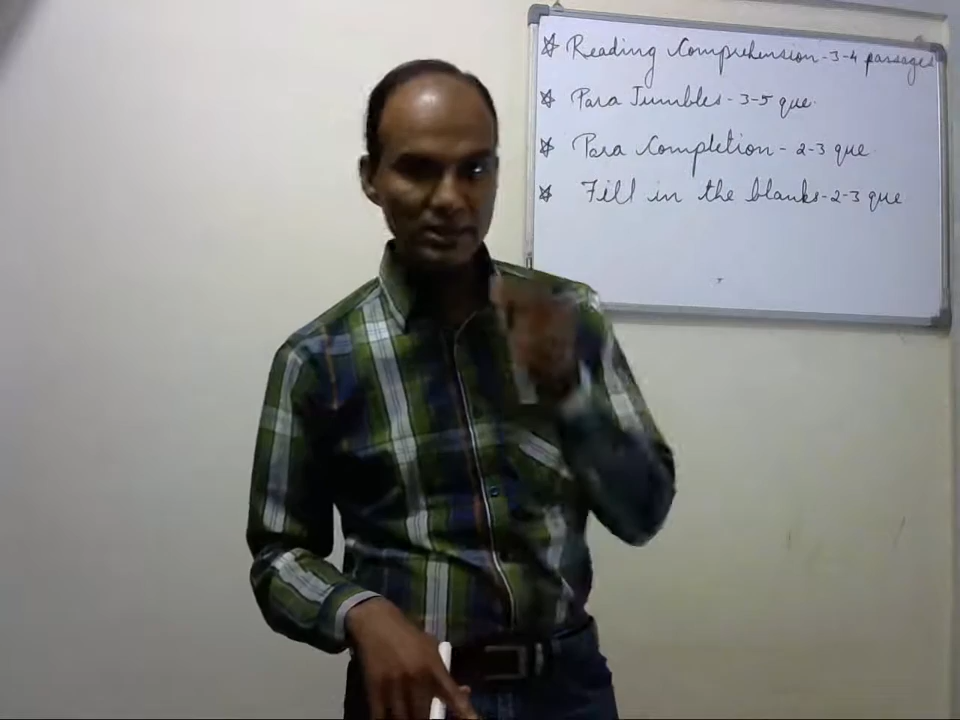 ☆ Reading Comprehension - 3-4 passages
☆ Para Jumbles - 3-5 que.
☆ Para Completion - 2-3 que
☆ Fill in the blanks - 2-3 que